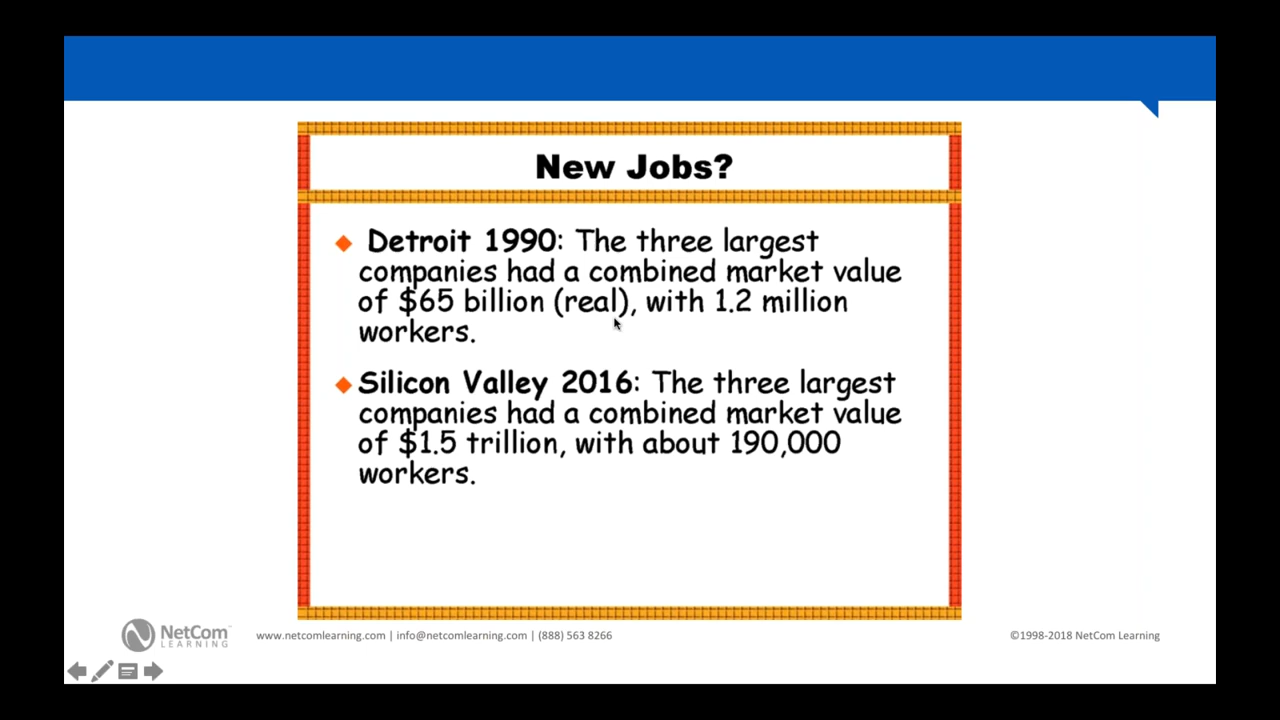 New Jobs?
◆ Detroit 1990: The three largest
companies had a combined market value
of $65 billion (real), with 1.2 million
workers.
◆ Silicon Valley 2016: The three largest
companies had a combined market value
of $1.5 trillion, with about 190,000
workers.
NetCom™
LEARNING
www.netcomlearning.com | info@netcomlearning.com | (888) 563 8266
©1998-2018 NetCom Learning